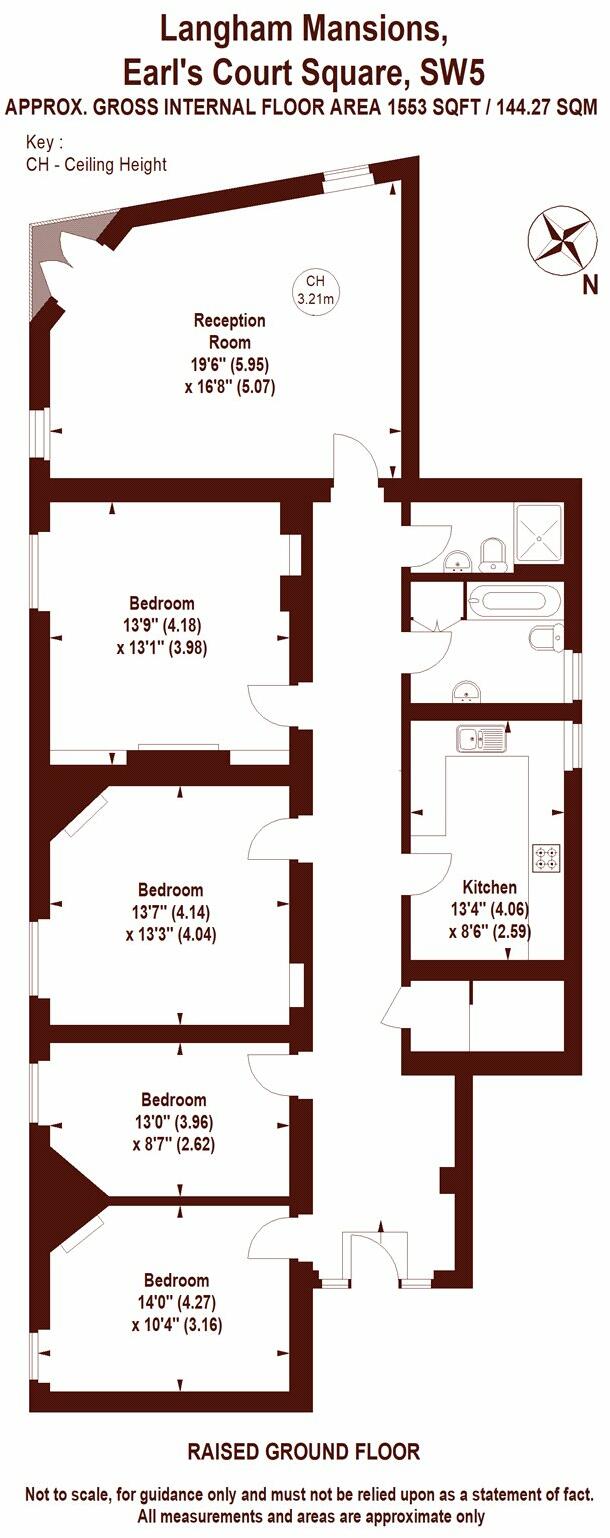 Langham Mansions,
Earl's Court Square, SW5
APPROX. GROSS INTERNAL FLOOR AREA 1553 SQFT / 144.27 SQM
Key :
CH - Ceiling Height
N
CH
3.21m
Reception
Room
19'6" (5.95)
x 16'8" (5.07)
Bedroom
13'9" (4.18)
x 13'1" (3.98)
Bedroom
13'7" (4.14)
x 13'3" (4.04)
Kitchen
13'4" (4.06)
x 8'6" (2.59)
Bedroom
13'0" (3.96)
x 8'7" (2.62)
Bedroom
14'0" (4.27)
x 10'4" (3.16)
RAISED GROUND FLOOR
Not to scale, for guidance only and must not be relied upon as a statement of fact.
All measurements and areas are approximate only